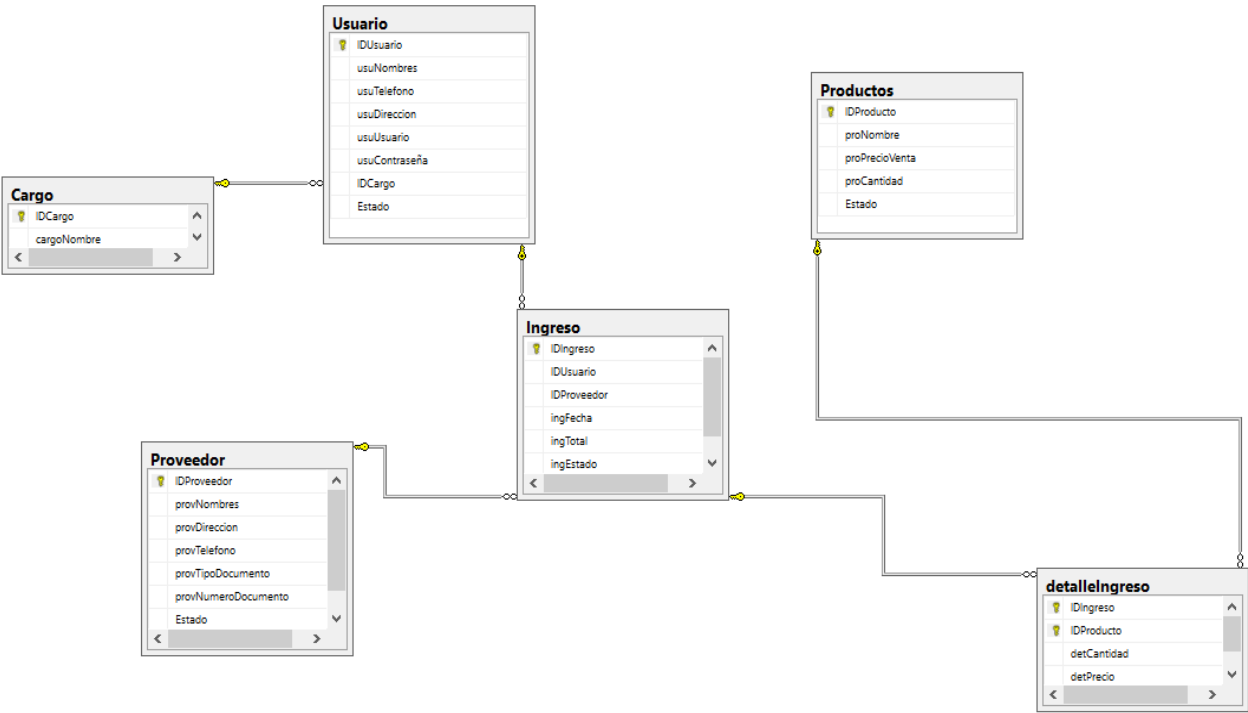 Usuario
IDUsuario
usuNombres
usuTelefono
usuDireccion
usuUsuario
usuContraseña
IDCargo
Estado
Productos
IDProducto
proNombre
proPrecioVenta
proCantidad
Estado
Cargo
IDCargo
cargoNombre
Ingreso
IDIngreso
IDUsuario
IDProveedor
ingFecha
ingTotal
ingEstado
Proveedor
IDProveedor
provNombres
provDireccion
provTelefono
provTipoDocumento
provNumeroDocumento
Estado
detalleIngreso
IDIngreso
IDProducto
detCantidad
detPrecio